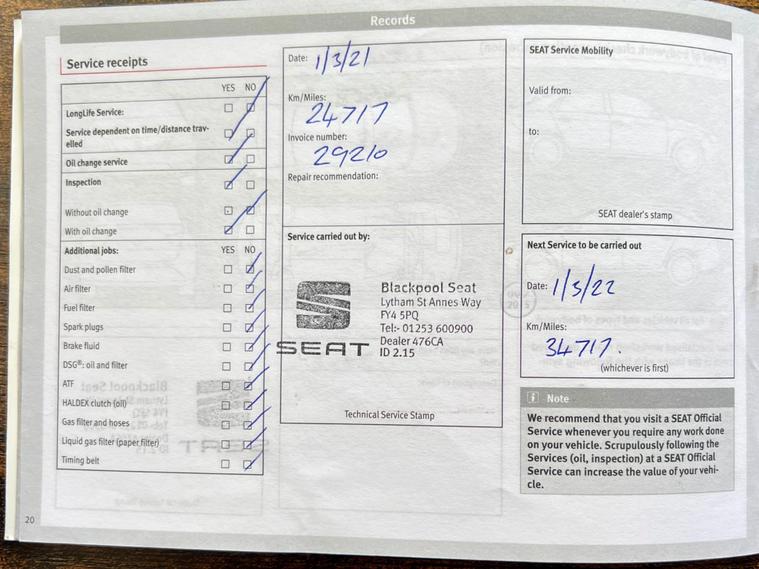 Records
Service receipts
YES NO
LongLife Service:
Service dependent on time/distance trav-
elled
Oil change service
Inspection
Without oil change
With oil change
Additional jobs: YES NO
Dust and pollen filter
Air filter
Fuel filter
Spark plugs
Brake fluid
DSG®: oil and filter
ATF
HALDEX clutch (oil)
Gas filter and hoses
Liquid gas filter (paper filter)
Timing belt
20
Date: 1/3/21
Km/Miles:
24717
Invoice number:
29210
Repair recommendation:
Service carried out by:
SEAT
Blackpool Seat
Lytham St Annes Way
FY4 5PQ
Tel:- 01253 600900
Dealer 476CA
ID 2.15
Technical Service Stamp
SEAT Service Mobility
Valid from:
to:
SEAT dealer's stamp
Next Service to be carried out
Date: 1/3/22
Km/Miles:
34717.
(whichever is first)
i Note
We recommend that you visit a SEAT Official
Service whenever you require any work done
on your vehicle. Scrupulously following the
Services (oil, inspection) at a SEAT Official
Service can increase the value of your vehi-
cle.